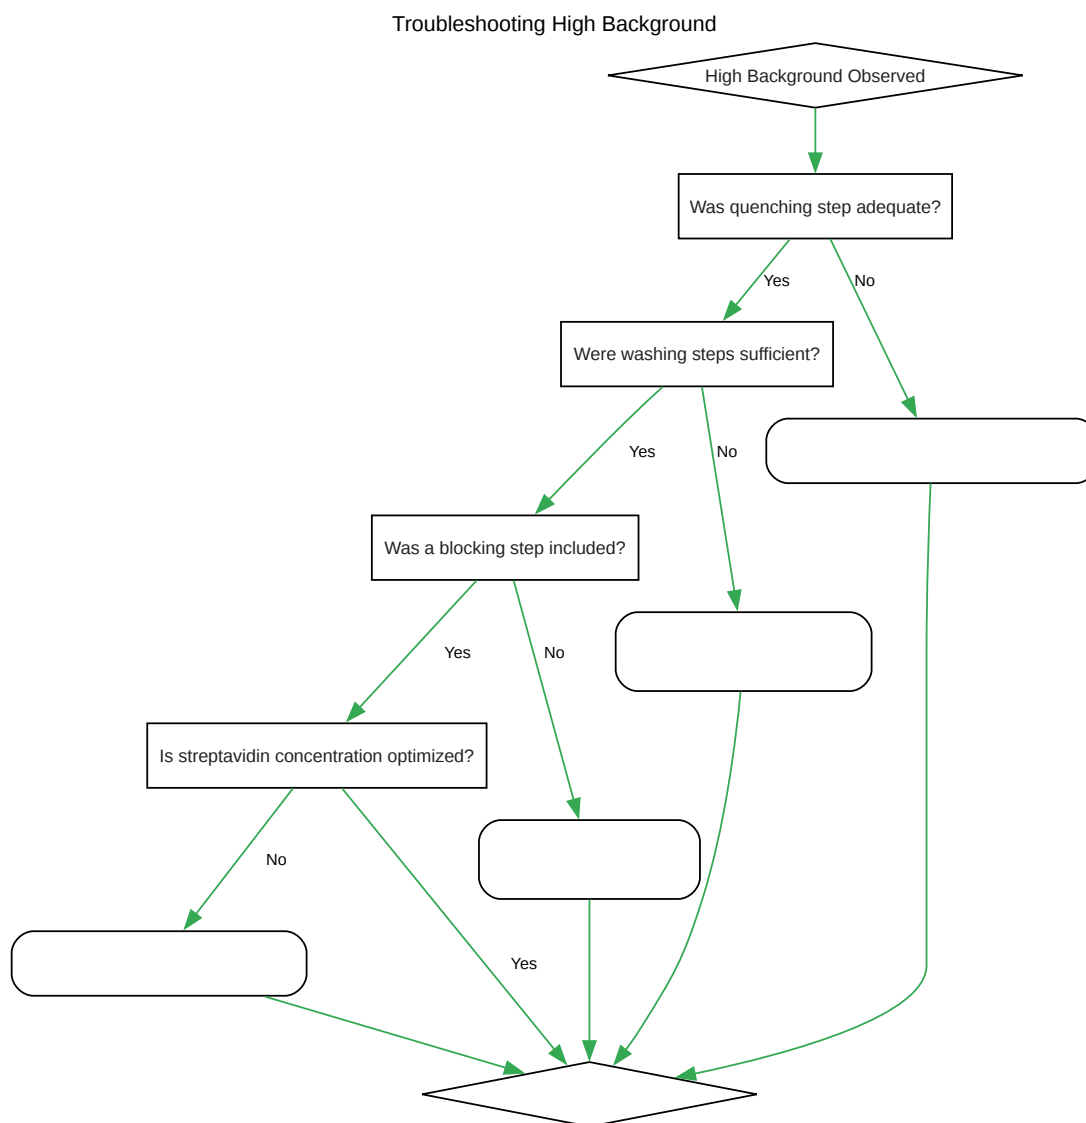 Troubleshooting High Background
High Background Observed
Was quenching step adequate?
Yes
No
Were washing steps sufficient?
Yes
No
Was a blocking step included?
Yes
No
Is streptavidin concentration optimized?
No
Yes